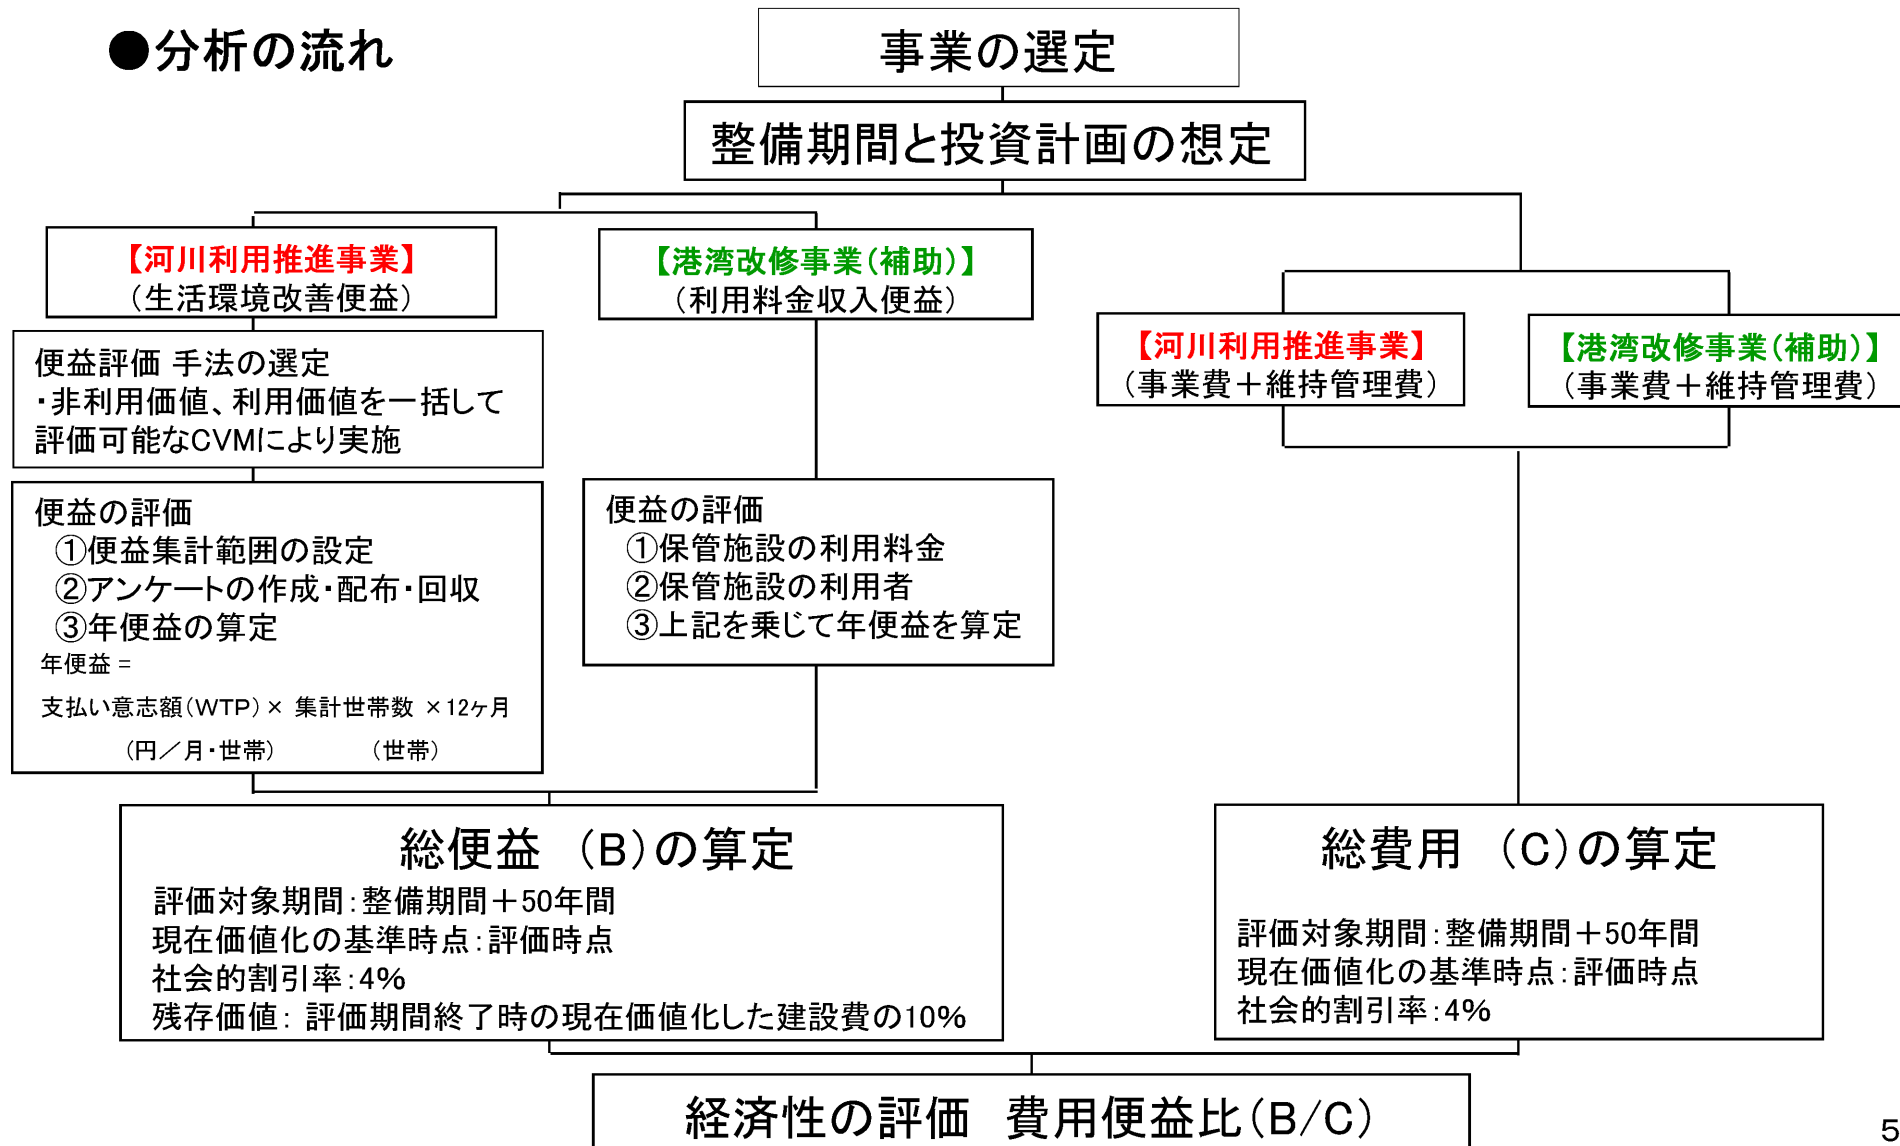 ●分析の流れ
事業の選定
整備期間と投資計画の想定
【河川利用推進事業】
(生活環境改善便益)
【港湾改修事業(補助)】
(利用料金収入便益)
【河川利用推進事業】
(事業費＋維持管理費)
【港湾改修事業(補助)】
(事業費＋維持管理費)
便益評価 手法の選定
・非利用価値、利用価値を一括して
評価可能なCVMにより実施
便益の評価
①便益集計範囲の設定
②アンケートの作成・配布・回収
③年便益の算定
年便益＝
支払い意志額(WTP)× 集計世帯数 ×12ヶ月
(円／月・世帯) (世帯)
便益の評価
①保管施設の利用料金
②保管施設の利用者
③上記を乗じて年便益を算定
総便益 (B)の算定
評価対象期間：整備期間＋50年間
現在価値化の基準時点：評価時点
社会的割引率：4%
残存価値： 評価期間終了時の現在価値化した建設費の10%
総費用 (C)の算定
評価対象期間：整備期間＋50年間
現在価値化の基準時点：評価時点
社会的割引率：4%
経済性の評価 費用便益比(B/C)
5